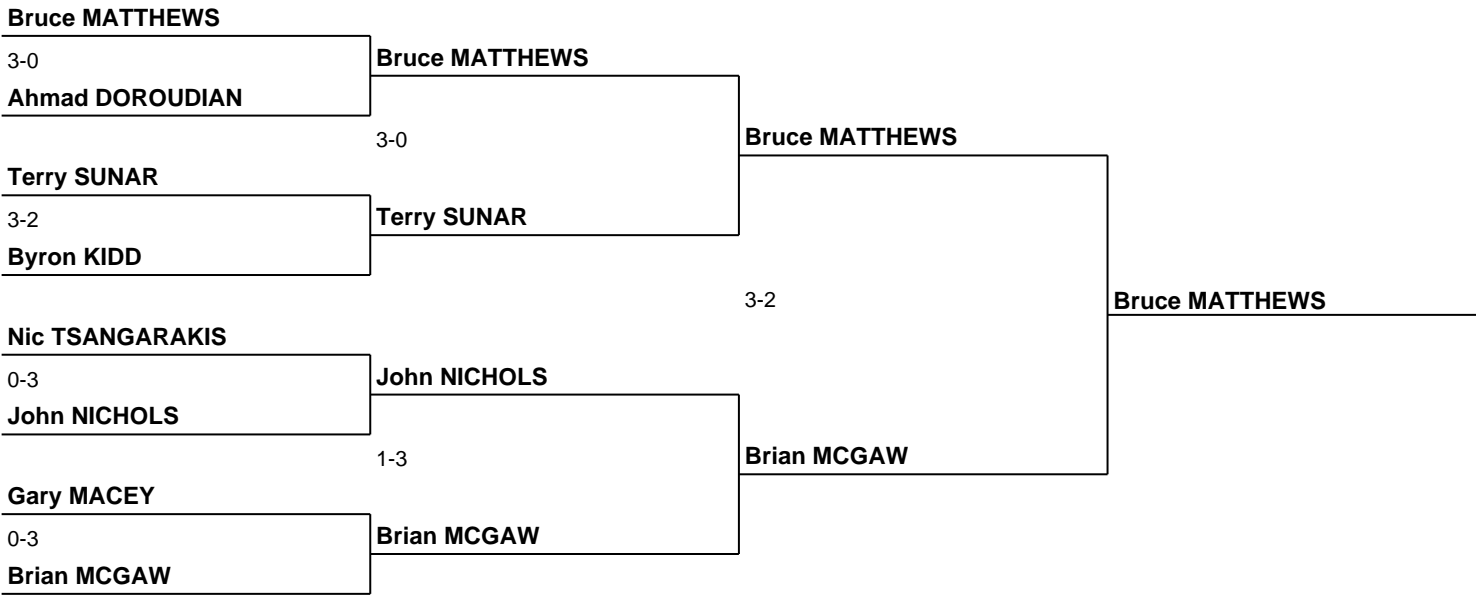 Bruce MATTHEWS
3-0
Ahmad DOROUDIAN
Terry SUNAR
3-2
Byron KIDD
Nic TSANGARAKIS
0-3
John NICHOLS
Gary MACEY
0-3
Brian MCGAW
Bruce MATTHEWS
3-0
Terry SUNAR
John NICHOLS
1-3
Brian MCGAW
Bruce MATTHEWS
3-2
Brian MCGAW
Bruce MATTHEWS